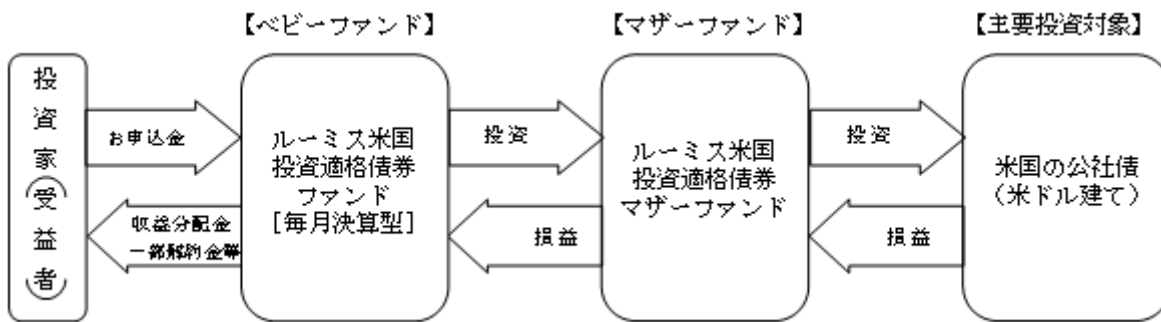 【ベビーファンド】
【マザーファンド】
【主要投資対象】
投資家(受益者)
お申込金
収益分配金
一部解約金等
ルーミス米国
投資適格債券
ファンド
[毎月決算型]
投資
損益
ルーミス米国
投資適格債券
マザーファンド
投資
損益
米国の公社債
(米ドル建て)